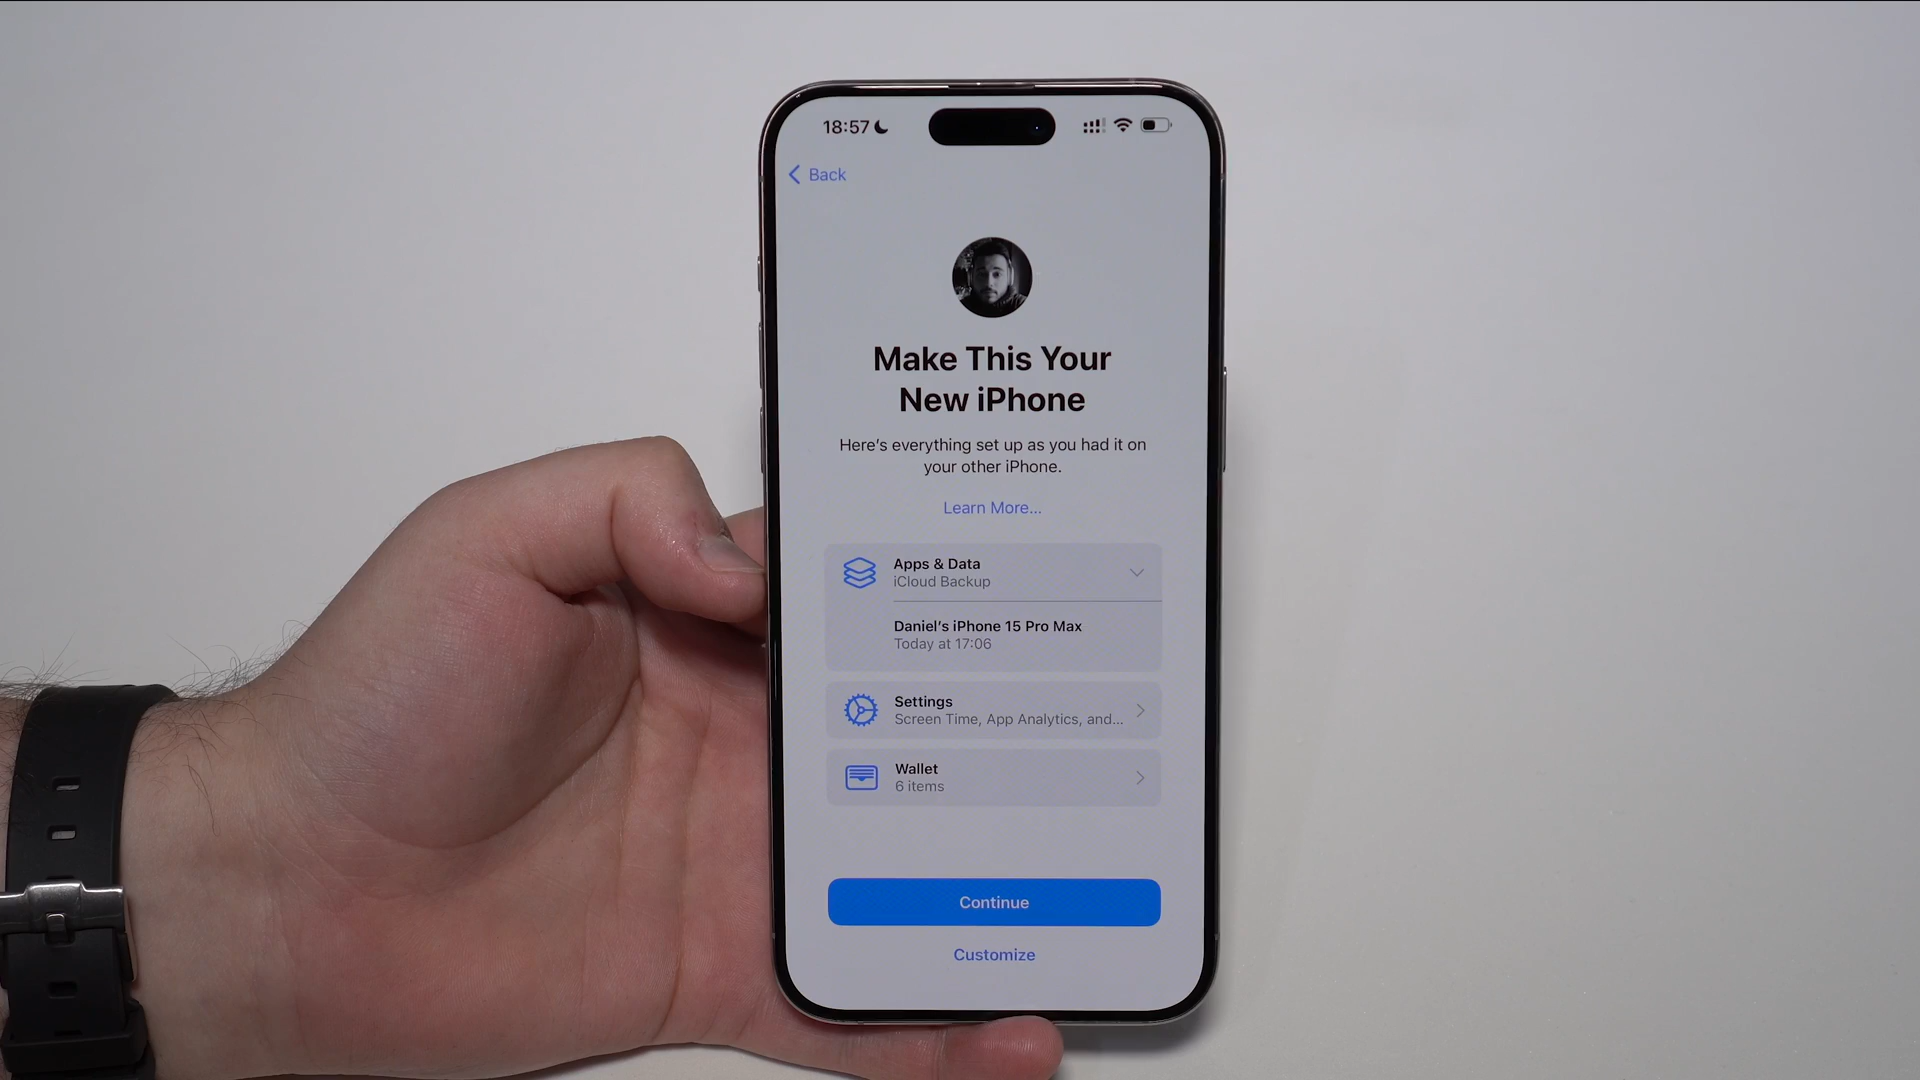 18:57
Back
Make This Your
New iPhone
Here's everything set up as you had it on
your other iPhone.
Learn More...
Apps & Data
iCloud Backup
Daniel's iPhone 15 Pro Max
Today at 17:06
Settings
Screen Time, App Analytics, and...
Wallet
6 items
Continue
Customize